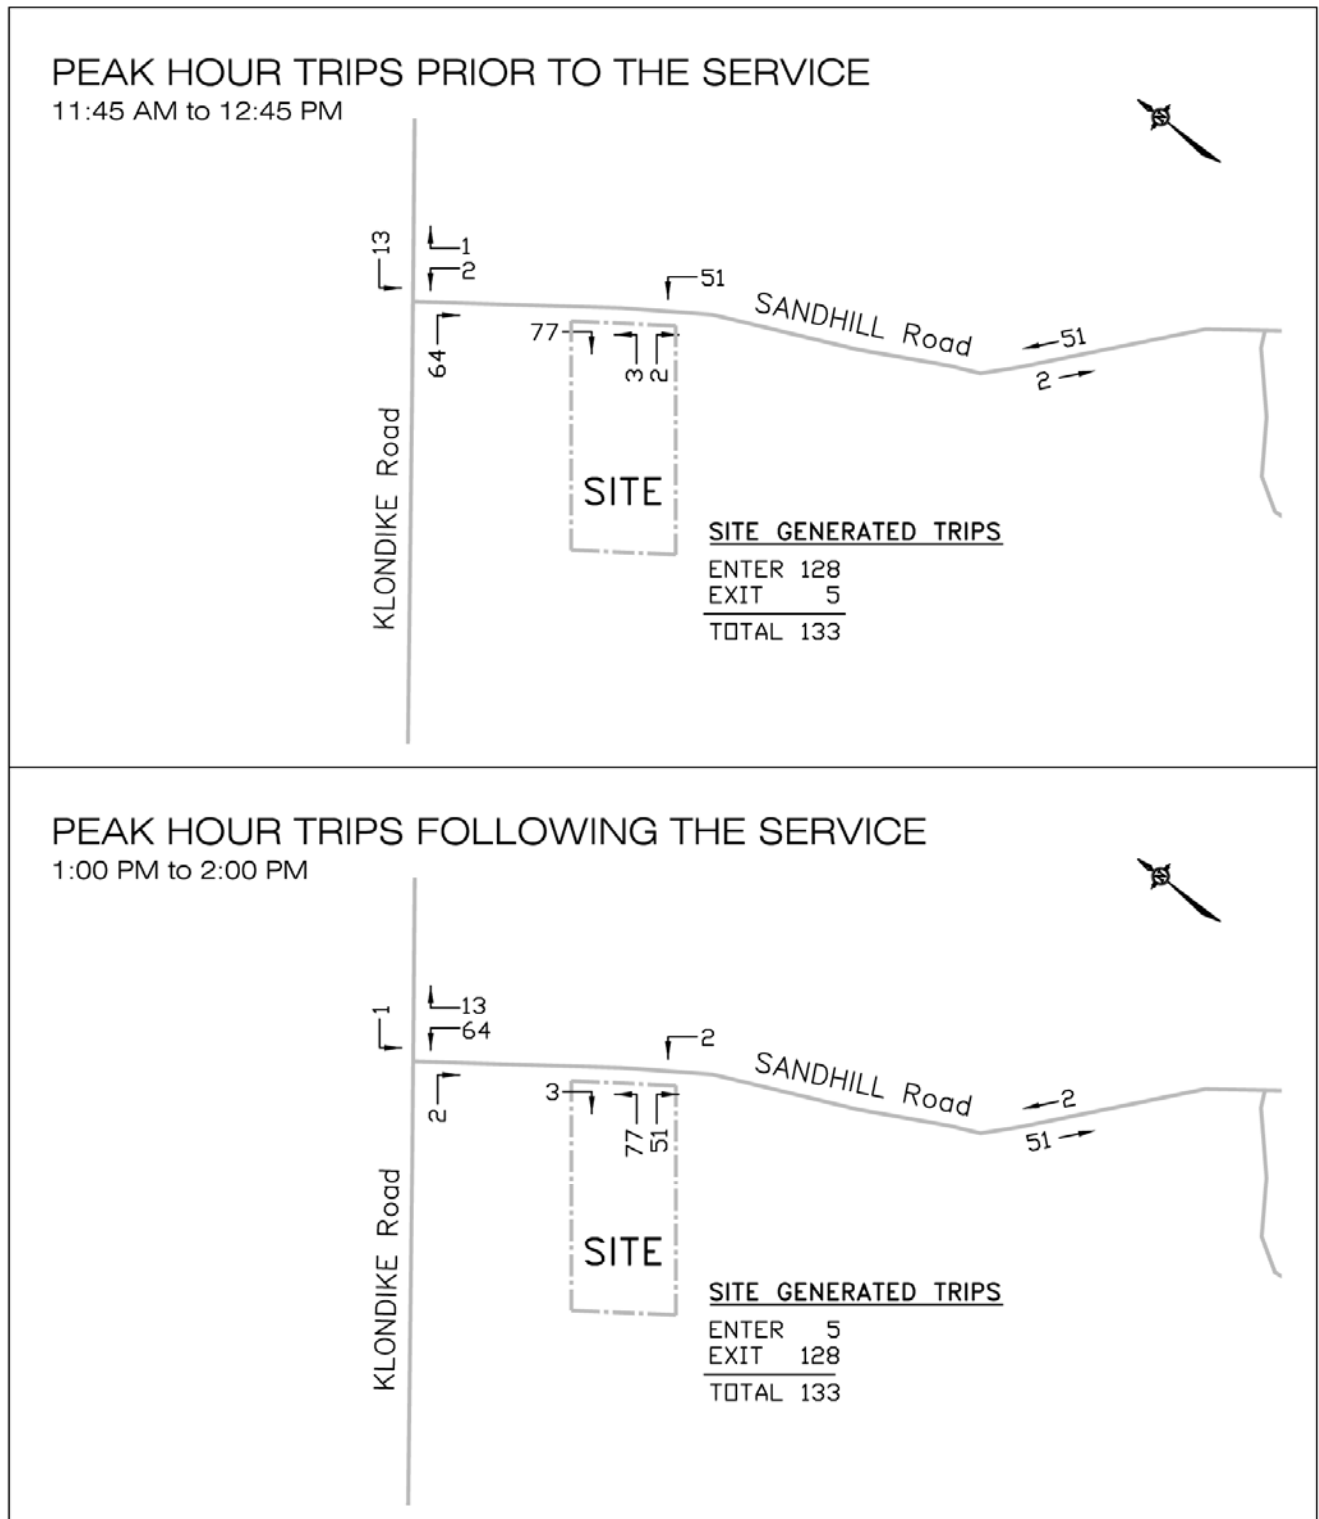 PEAK HOUR TRIPS PRIOR TO THE SERVICE
11:45 AM to 12:45 PM
13
1
2
51
SANDHILL Road
77
64
3
2
51
2
KLONDIKE Road
SITE
SITE GENERATED TRIPS
ENTER 128
EXIT 5
TOTAL 133
PEAK HOUR TRIPS FOLLOWING THE SERVICE
1:00 PM to 2:00 PM
1
13
64
2
SANDHILL Road
3
2
77
51
2
51
KLONDIKE Road
SITE
SITE GENERATED TRIPS
ENTER 5
EXIT 128
TOTAL 133